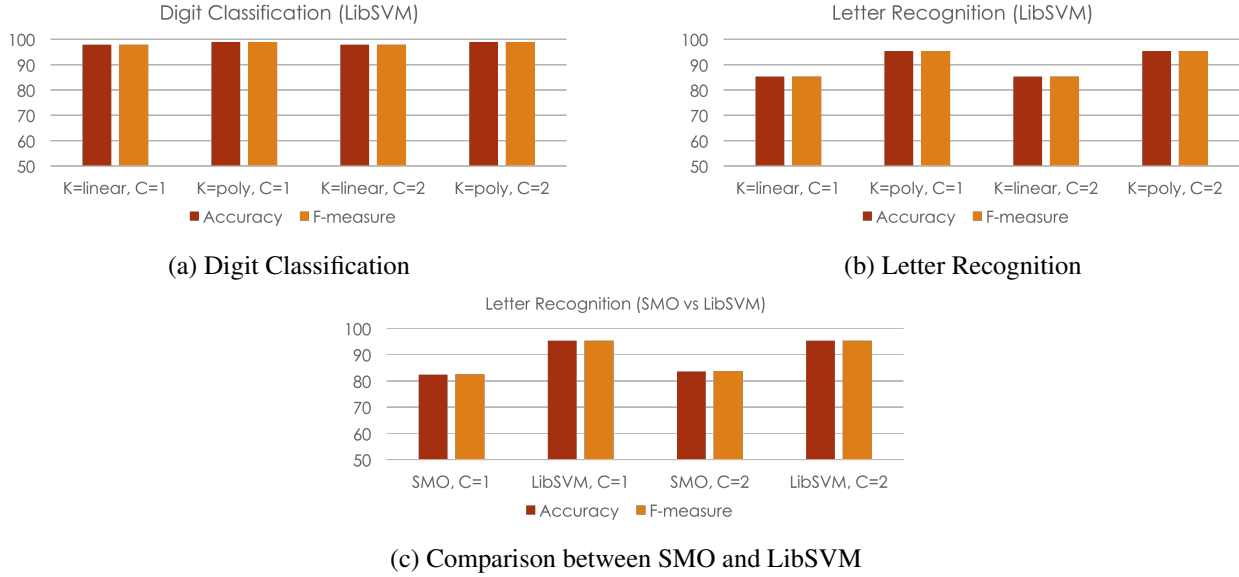 Digit Classification (LibSVM)
100
90
80
70
60
50
K=linear, C=1 K=poly, C=1 K=linear, C=2 K=poly, C=2
Accuracy F-measure
(a) Digit Classification
Letter Recognition (LibSVM)
100
90
80
70
60
50
K=linear, C=1 K=poly, C=1 K=linear, C=2 K=poly, C=2
Accuracy F-measure
(b) Letter Recognition
Letter Recognition (SMO vs LibSVM)
100
90
80
70
60
50
SMO, C=1 LibSVM, C=1 SMO, C=2 LibSVM, C=2
Accuracy F-measure
(c) Comparison between SMO and LibSVM